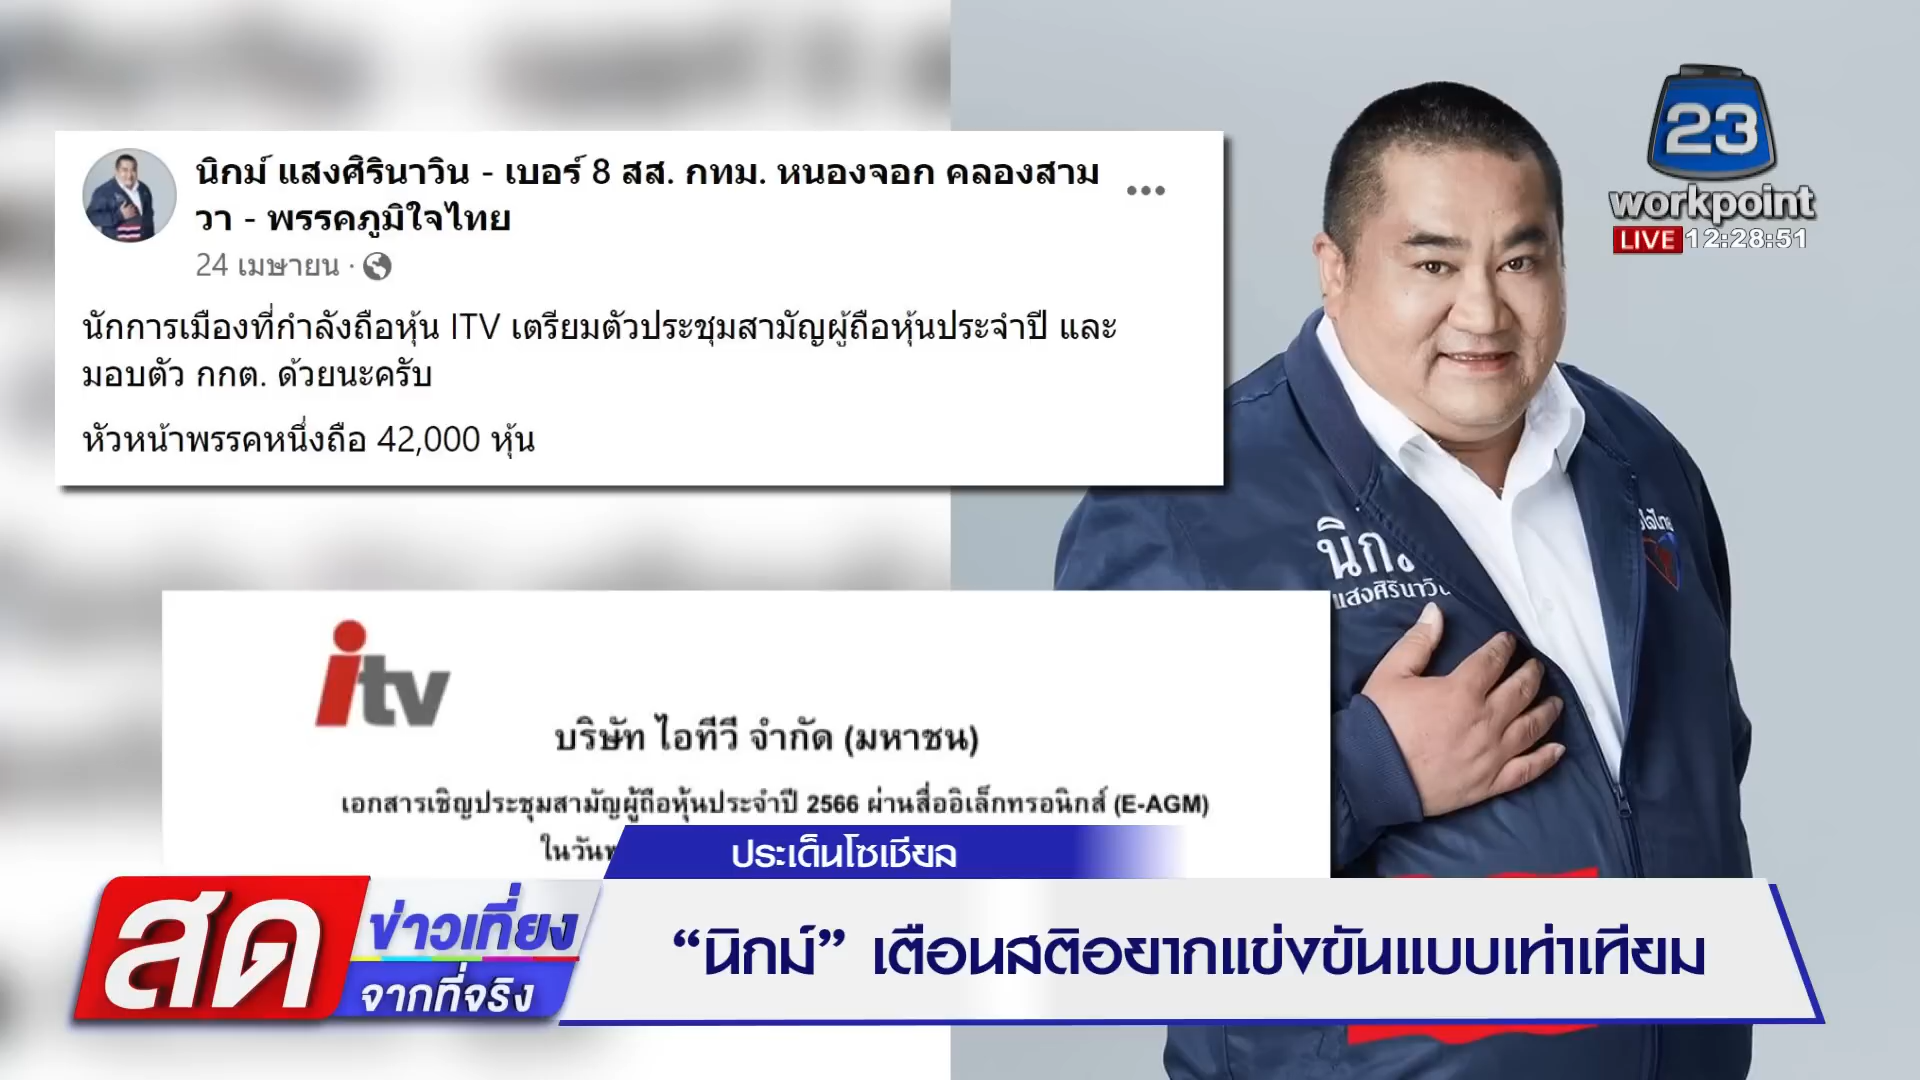 นิกม์ แสงศิรินาวิน - เบอร์ 8 สส. กทม. หนองจอก คลองสาม
วา - พรรคภูมิใจไทย
24 เมษายน ·
นักการเมืองที่กำลังถือหุ้น ITV เตรียมตัวประชุมสามัญผู้ถือหุ้นประจำปี และ
มอบตัว กกต. ด้วยนะครับ
หัวหน้าพรรคหนึ่งถือ 42,000 หุ้น
23
workpoint
LIVE 12:28:51
แสงศิรินาวิน
itv
บริษัท ไอทีวี จำกัด (มหาชน)
เอกสารเชิญประชุมสามัญผู้ถือหุ้นประจำปี 2566 ผ่านสื่ออิเล็กทรอนิกส์ (E-AGM)
ประเด็นโซเชียล
สด ข่าวเที่ยง
จากที่จริง
“นิกม์” เตือนสติอยากแข่งขันแบบเท่าเทียม